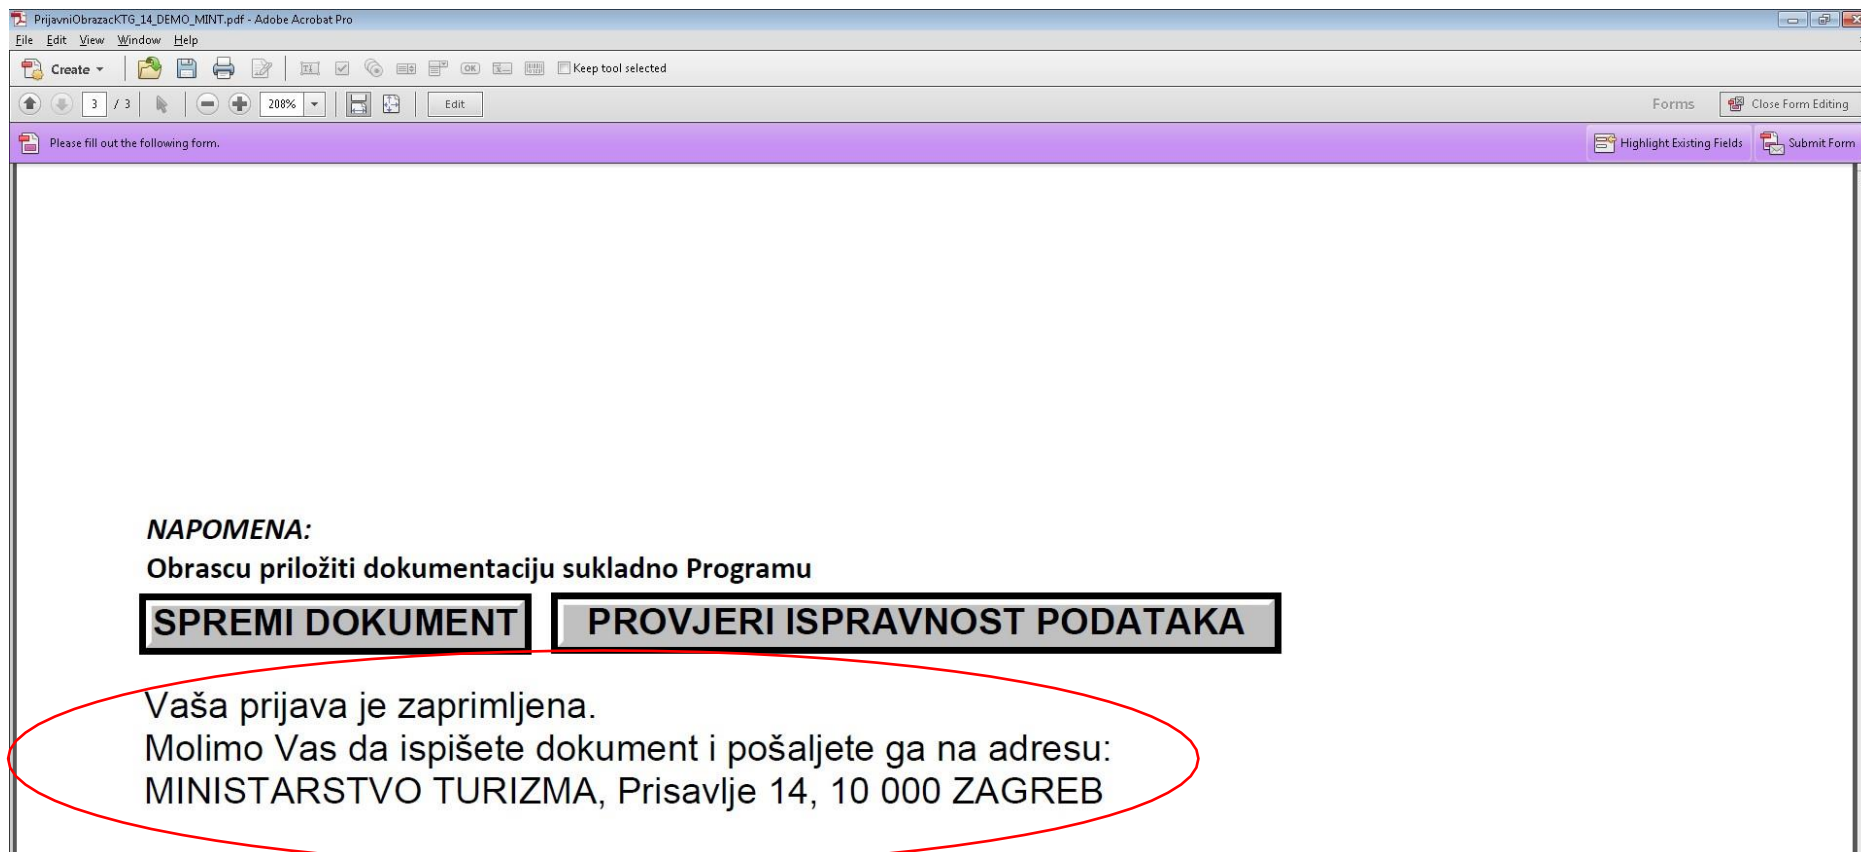 PrijavniObrazacKTG_14_DEMO_MINT.pdf - Adobe Acrobat Pro
File Edit View Window Help
Create OK Keep tool selected
3 / 3 208% Edit Forms Close Form Editing
Please fill out the following form. Highlight Existing Fields Submit Form
NAPOMENA:
Obrascu priložiti dokumentaciju sukladno Programu
SPREMI DOKUMENT PROVJERI ISPRAVNOST PODATAKA
Vaša prijava je zaprimljena.
Molimo Vas da ispišete dokument i pošaljete ga na adresu:
MINISTARSTVO TURIZMA, Prisavlje 14, 10 000 ZAGREB